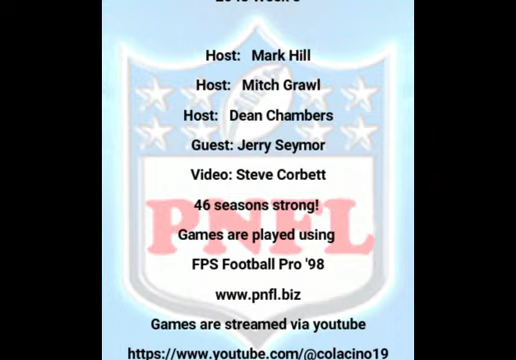 Host: Mark Hill
Host: Mitch Grawl
Host: Dean Chambers
Guest: Jerry Seymor
Video: Steve Corbett
46 seasons strong!
PNFL
Games are played using
FPS Football Pro '98
www.pnfl.biz
Games are streamed via youtube
https://www.youtube.com/@colacino19